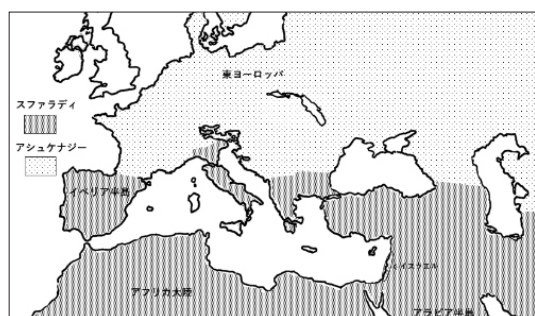 東ヨーロッパ
スファラディ
アシュケナジー
イベリア半島
イスラエル
アフリカ大陸
アラビア半島